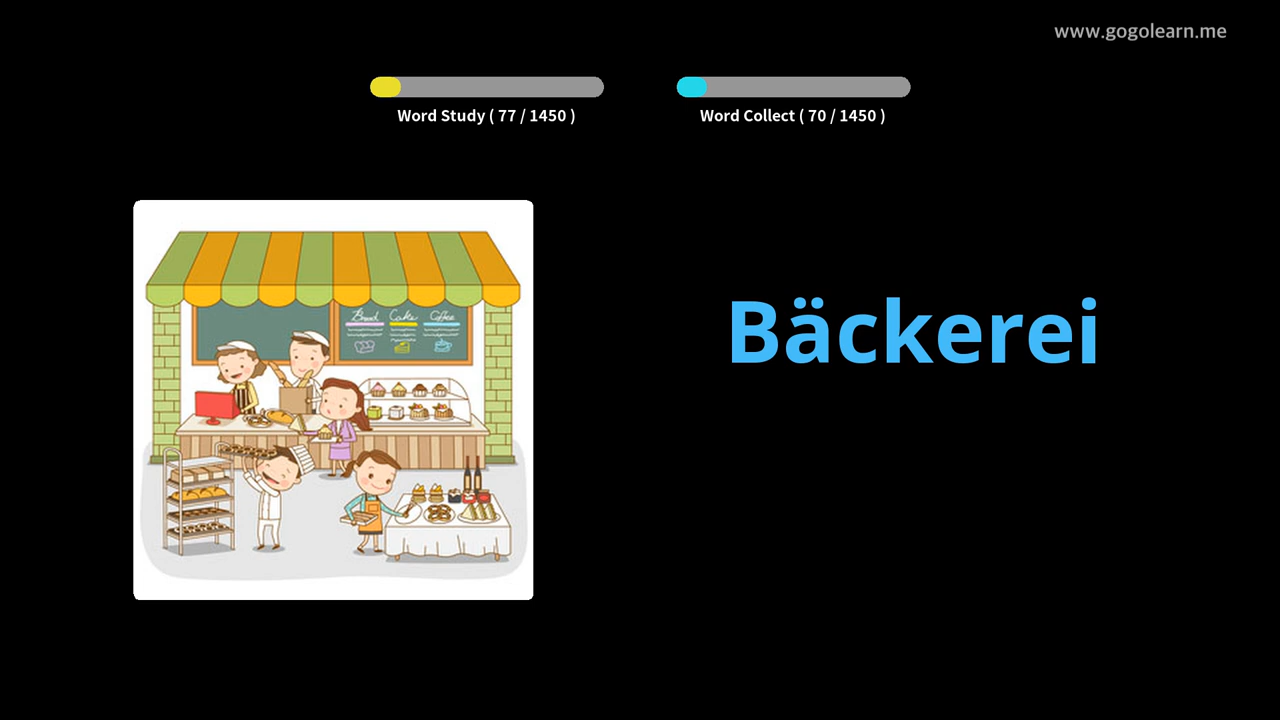 www.gogolearn.me
Word Study ( 77 / 1450 )
Word Collect ( 70 / 1450 )
Bread Cake Coffee
Bäckerei